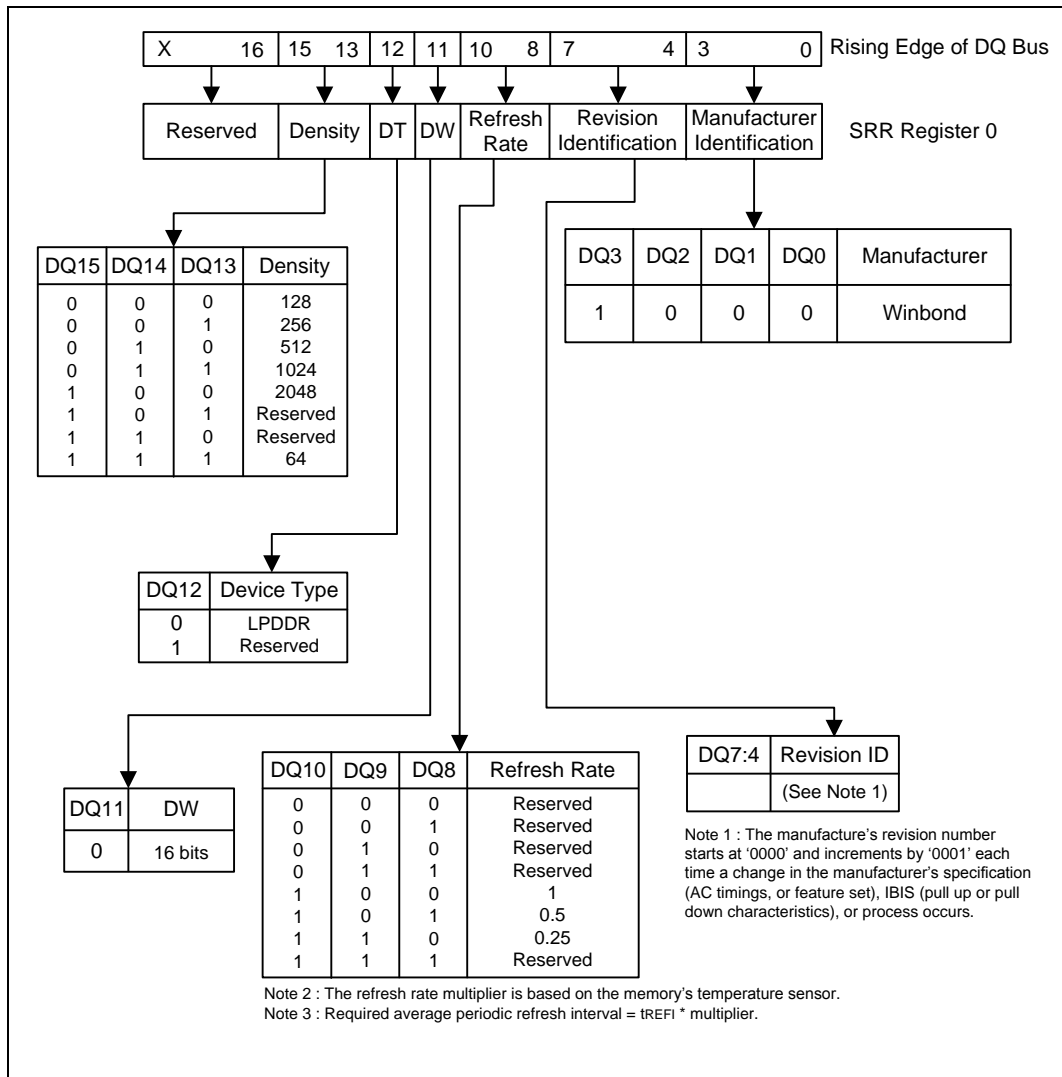 X 16 15 13 12 11 10 8 7 4 3 0 Rising Edge of DQ Bus
Reserved Density DT DW Refresh Rate Revision Identification Manufacturer Identification SRR Register 0
DQ15 DQ14 DQ13 Density
0 0 0 128
0 0 1 256
0 1 0 512
0 1 1 1024
1 0 0 2048
1 0 1 Reserved
1 1 0 Reserved
1 1 1 64
DQ3 DQ2 DQ1 DQ0 Manufacturer
1 0 0 0 Winbond
DQ12 Device Type
0 LPDDR
1 Reserved
DQ11 DW
0 16 bits
DQ10 DQ9 DQ8 Refresh Rate
0 0 0 Reserved
0 0 1 Reserved
0 1 0 Reserved
0 1 1 Reserved
1 0 0 1
1 0 1 0.5
1 1 0 0.25
1 1 1 Reserved
DQ7:4 Revision ID
(See Note 1)
Note 1 : The manufacture's revision number
starts at '0000' and increments by '0001' each
time a change in the manufacturer's specification
(AC timings, or feature set), IBIS (pull up or pull
down characteristics), or process occurs.
Note 2 : The refresh rate multiplier is based on the memory's temperature sensor.
Note 3 : Required average periodic refresh interval = tREFI * multiplier.